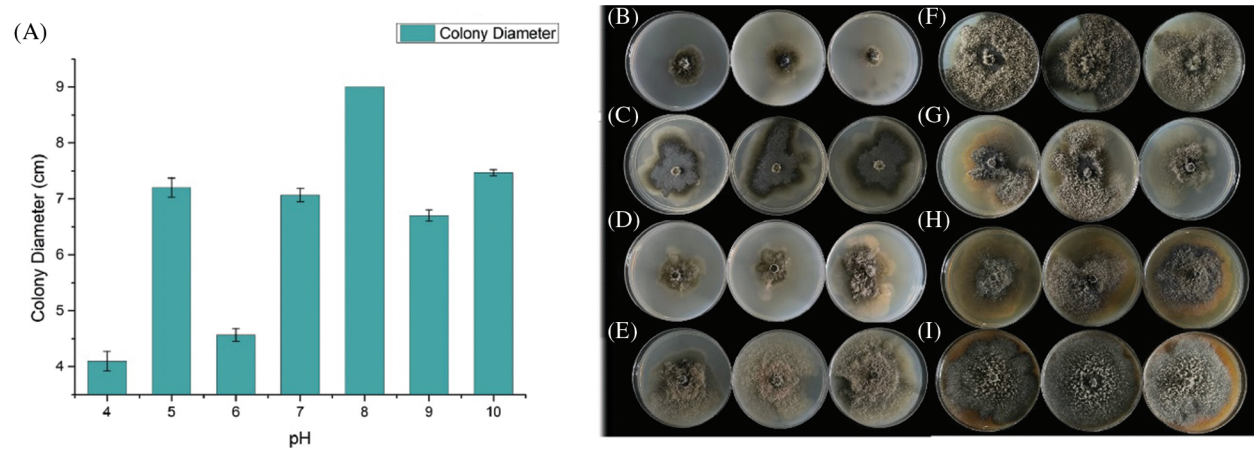 (A)
Colony Diameter
Colony Diameter (cm)
9
8
7
6
5
4
4 5 6 7 8 9 10
pH
(B)
(F)
(C)
(G)
(D)
(H)
(E)
(I)